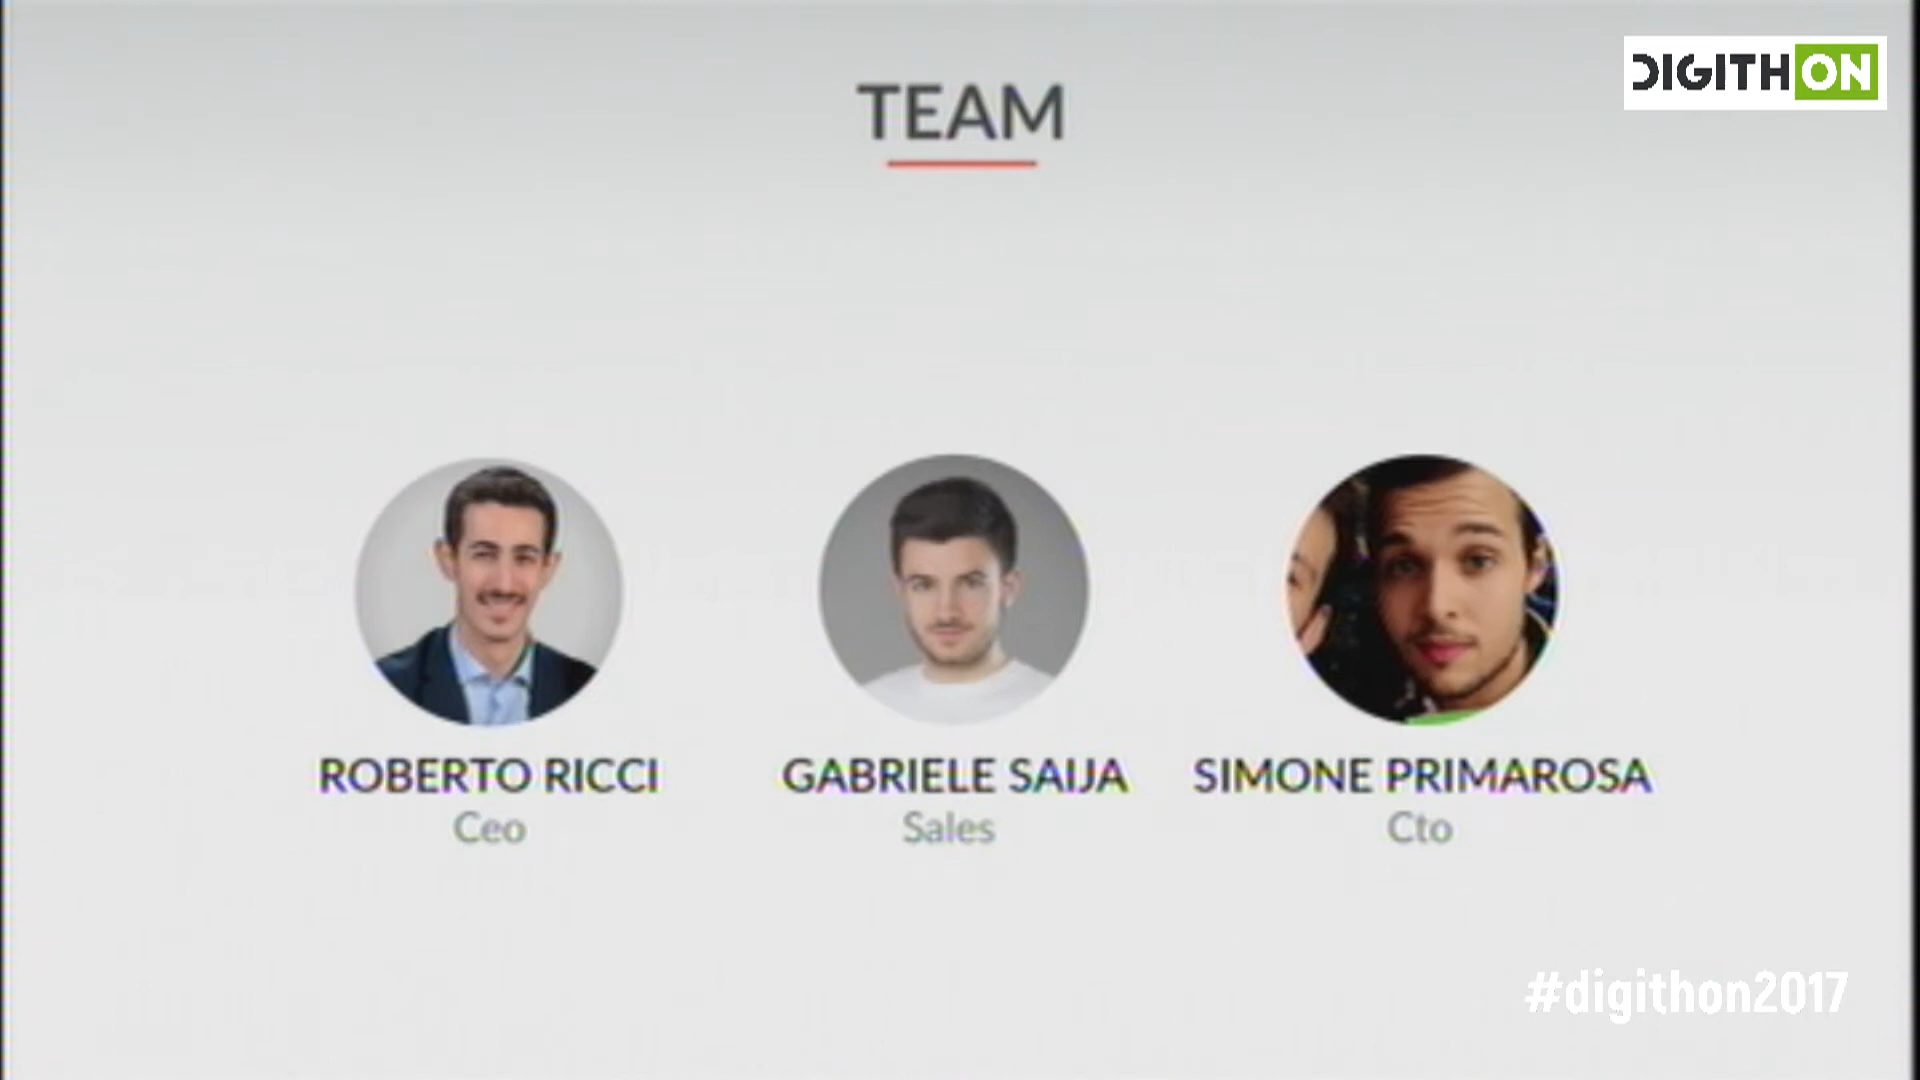 DIGITHON
TEAM
ROBERTO RICCI
Ceo
GABRIELE SAIJA
Sales
SIMONE PRIMAROSA
Cto
#digithon2017